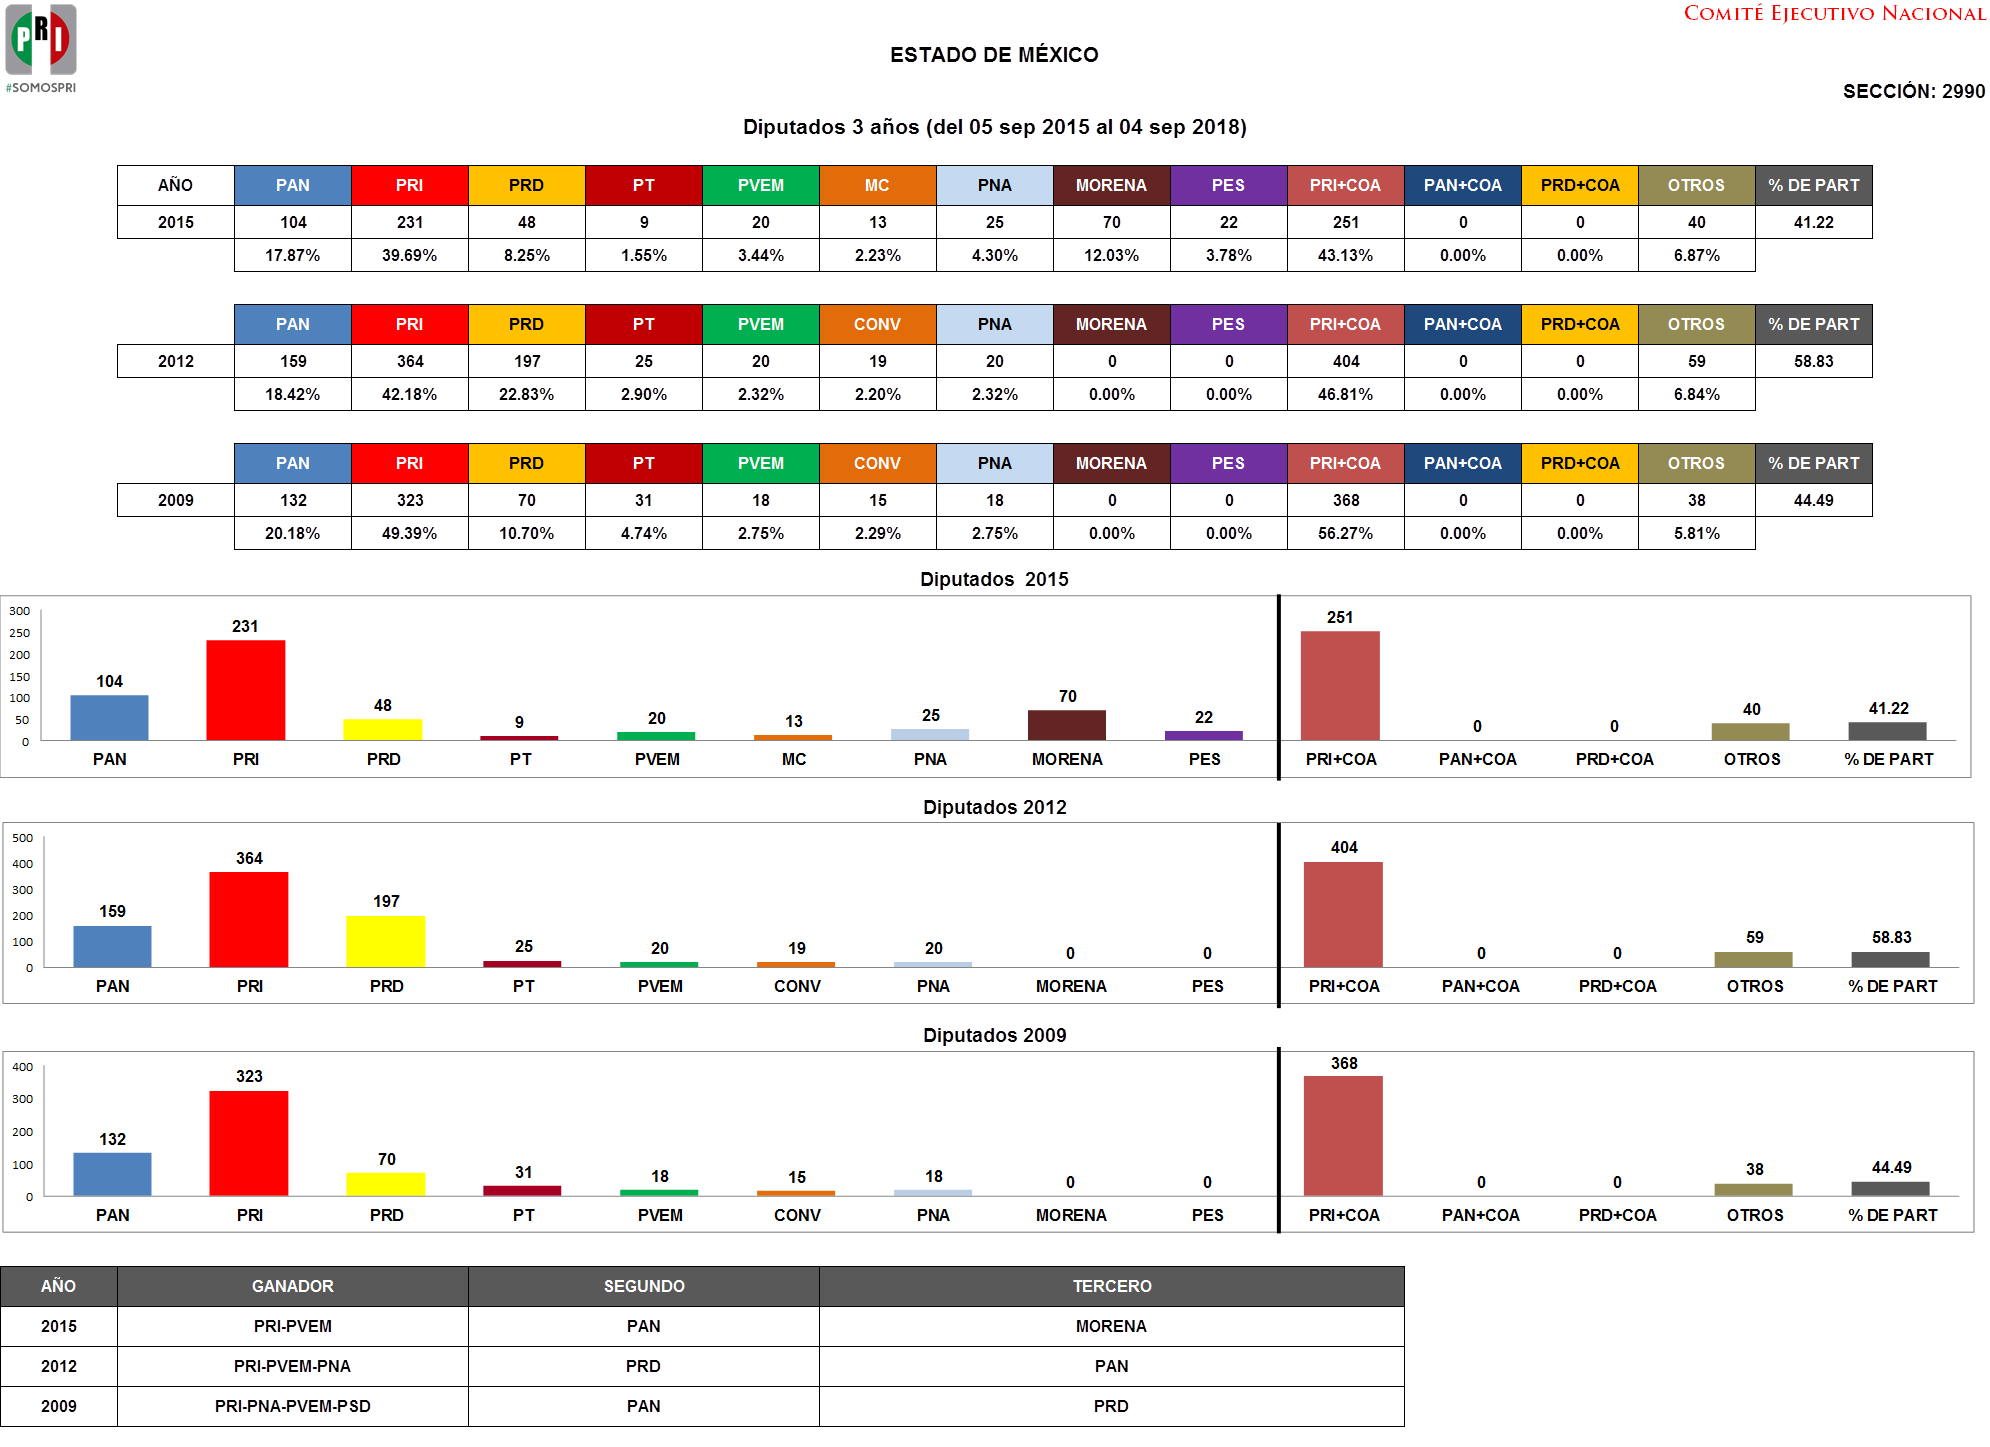 PRI
#SOMOSPRI
COMITÉ EJECUTIVO NACIONAL
ESTADO DE MÉXICO
SECCIÓN: 2990
Diputados 3 años (del 05 sep 2015 al 04 sep 2018)
AÑO PAN PRI PRD PT PVEM MC PNA MORENA PES PRI+COA PAN+COA PRD+COA OTROS % DE PART
2015 104 231 48 9 20 13 25 70 22 251 0 0 40 41.22
17.87% 39.69% 8.25% 1.55% 3.44% 2.23% 4.30% 12.03% 3.78% 43.13% 0.00% 0.00% 6.87%
PAN PRI PRD PT PVEM CONV PNA MORENA PES PRI+COA PAN+COA PRD+COA OTROS % DE PART
2012 159 364 197 25 20 19 20 0 0 404 0 0 59 58.83
18.42% 42.18% 22.83% 2.90% 2.32% 2.20% 2.32% 0.00% 0.00% 46.81% 0.00% 0.00% 6.84%
PAN PRI PRD PT PVEM CONV PNA MORENA PES PRI+COA PAN+COA PRD+COA OTROS % DE PART
2009 132 323 70 31 18 15 18 0 0 368 0 0 38 44.49
20.18% 49.39% 10.70% 4.74% 2.75% 2.29% 2.75% 0.00% 0.00% 56.27% 0.00% 0.00% 5.81%
Diputados 2015
300
250
200
150
100
50
0
104 231 48 9 20 13 25 70 22 251 0 0 40 41.22
PAN PRI PRD PT PVEM MC PNA MORENA PES PRI+COA PAN+COA PRD+COA OTROS % DE PART
Diputados 2012
500
400
300
200
100
0
159 364 197 25 20 19 20 0 0 404 0 0 59 58.83
PAN PRI PRD PT PVEM CONV PNA MORENA PES PRI+COA PAN+COA PRD+COA OTROS % DE PART
Diputados 2009
400
300
200
100
0
132 323 70 31 18 15 18 0 0 368 0 0 38 44.49
PAN PRI PRD PT PVEM CONV PNA MORENA PES PRI+COA PAN+COA PRD+COA OTROS % DE PART
AÑO GANADOR SEGUNDO TERCERO
2015 PRI-PVEM PAN MORENA
2012 PRI-PVEM-PNA PRD PAN
2009 PRI-PNA-PVEM-PSD PAN PRD